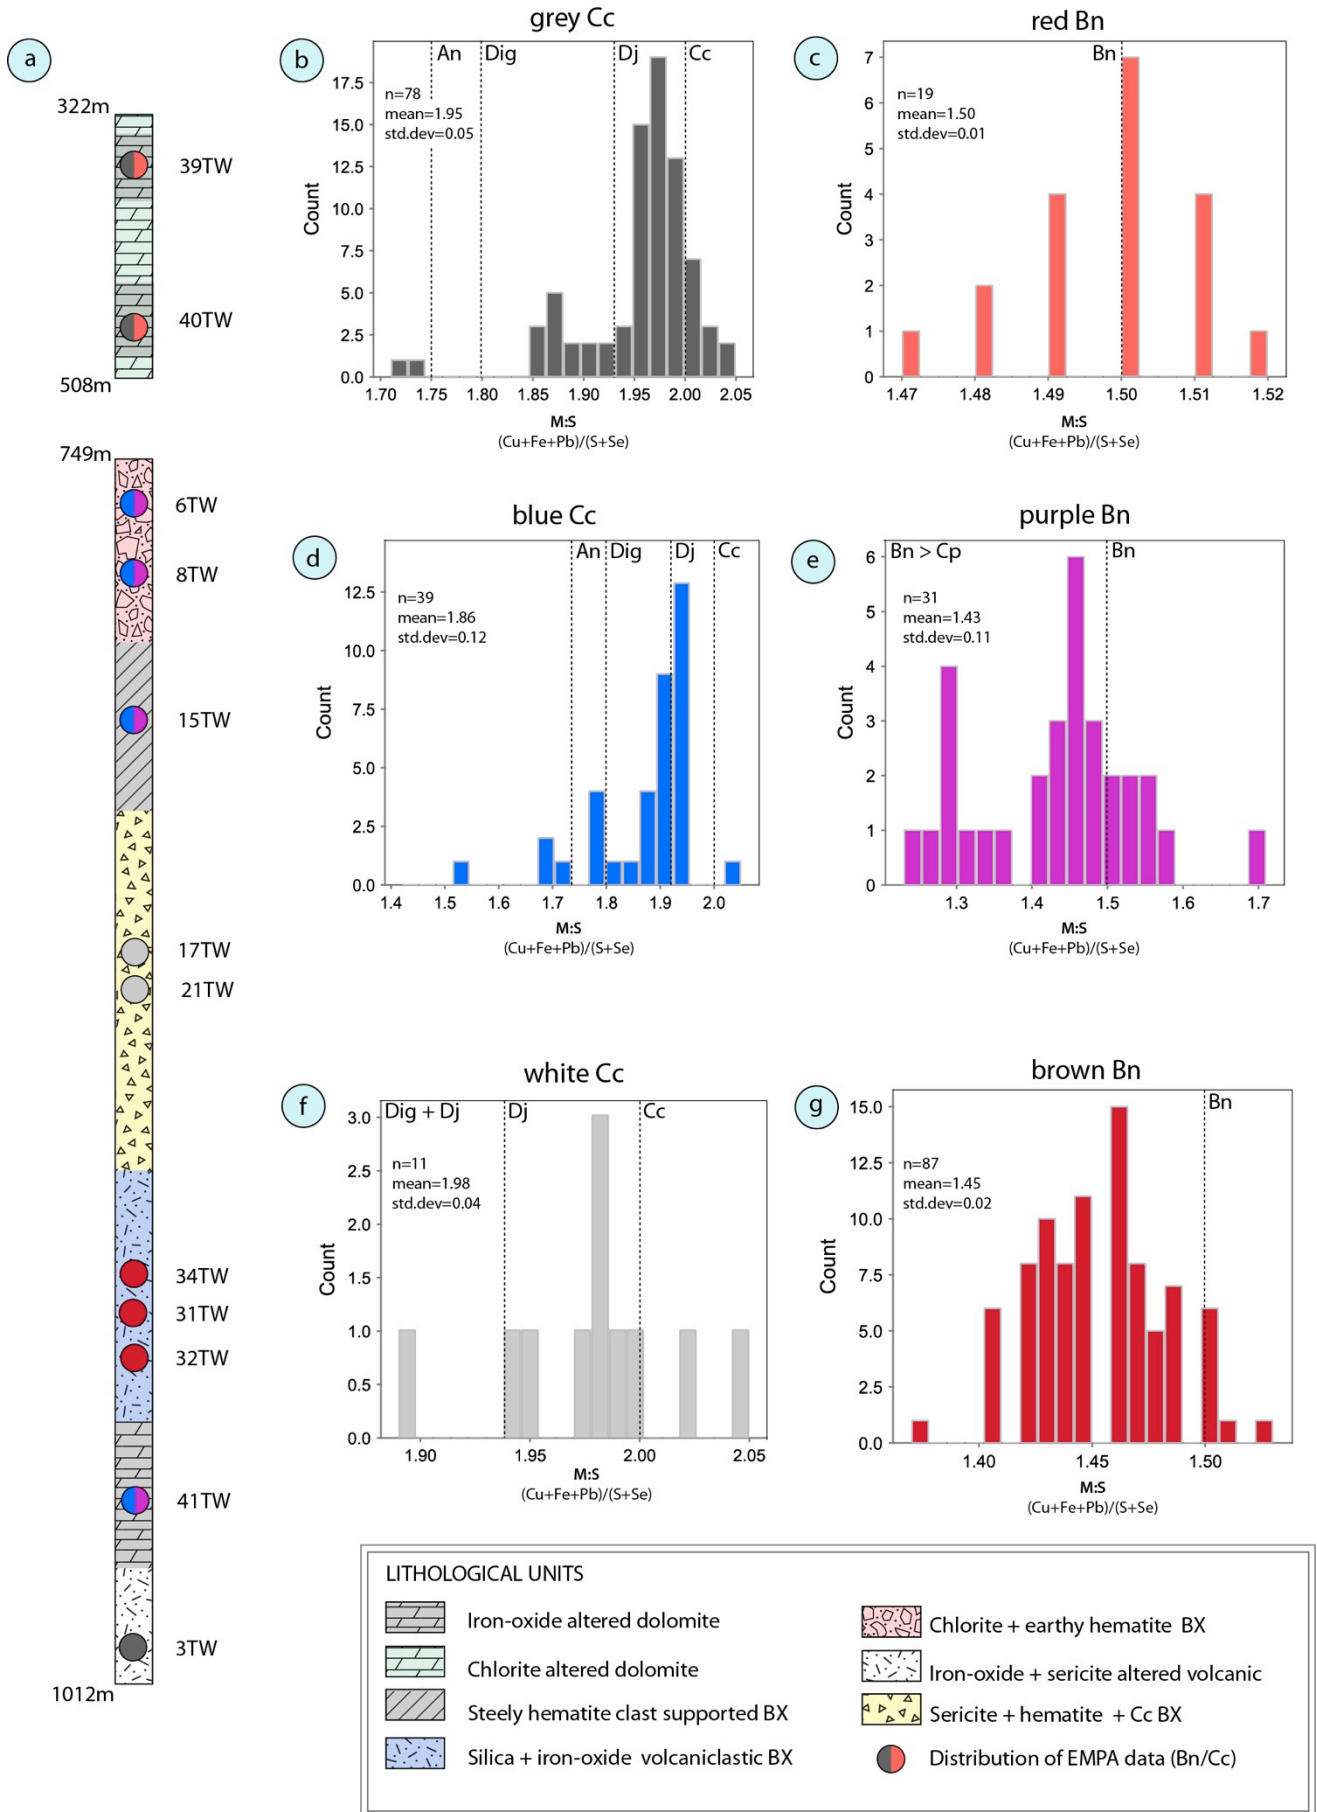 a
322m
39TW
40TW
508m
749m
6TW
8TW
15TW
17TW
21TW
34TW
31TW
32TW
41TW
3TW
1012m
b
grey Cc
An
Dig
Dj
Cc
n=78
mean=1.95
std.dev=0.05
Count
17.5
15.0
12.5
10.0
7.5
5.0
2.5
0.0
1.70 1.75 1.80 1.85 1.90 1.95 2.00 2.05
M:S
(Cu+Fe+Pb)/(S+Se)
c
red Bn
Bn
n=19
mean=1.50
std.dev=0.01
Count
7
6
5
4
3
2
1
0
1.47 1.48 1.49 1.50 1.51 1.52
M:S
(Cu+Fe+Pb)/(S+Se)
d
blue Cc
An
Dig
Dj
Cc
n=39
mean=1.86
std.dev=0.12
Count
12.5
10.0
7.5
5.0
2.5
0.0
1.4 1.5 1.6 1.7 1.8 1.9 2.0
M:S
(Cu+Fe+Pb)/(S+Se)
e
purple Bn
Bn > Cp
Bn
n=31
mean=1.43
std.dev=0.11
Count
6
5
4
3
2
1
0
1.3 1.4 1.5 1.6 1.7
M:S
(Cu+Fe+Pb)/(S+Se)
f
white Cc
Dig + Dj
Dj
Cc
n=11
mean=1.98
std.dev=0.04
Count
3.0
2.5
2.0
1.5
1.0
0.5
0.0
1.90 1.95 2.00 2.05
M:S
(Cu+Fe+Pb)/(S+Se)
g
brown Bn
Bn
n=87
mean=1.45
std.dev=0.02
Count
15.0
12.5
10.0
7.5
5.0
2.5
0.0
1.40 1.45 1.50
M:S
(Cu+Fe+Pb)/(S+Se)
LITHOLOGICAL UNITS
Iron-oxide altered dolomite
Chlorite altered dolomite
Steely hematite clast supported BX
Silica + iron-oxide volcaniclastic BX
Chlorite + earthy hematite BX
Iron-oxide + sericite altered volcanic
Sericite + hematite + Cc BX
Distribution of EMPA data (Bn/Cc)